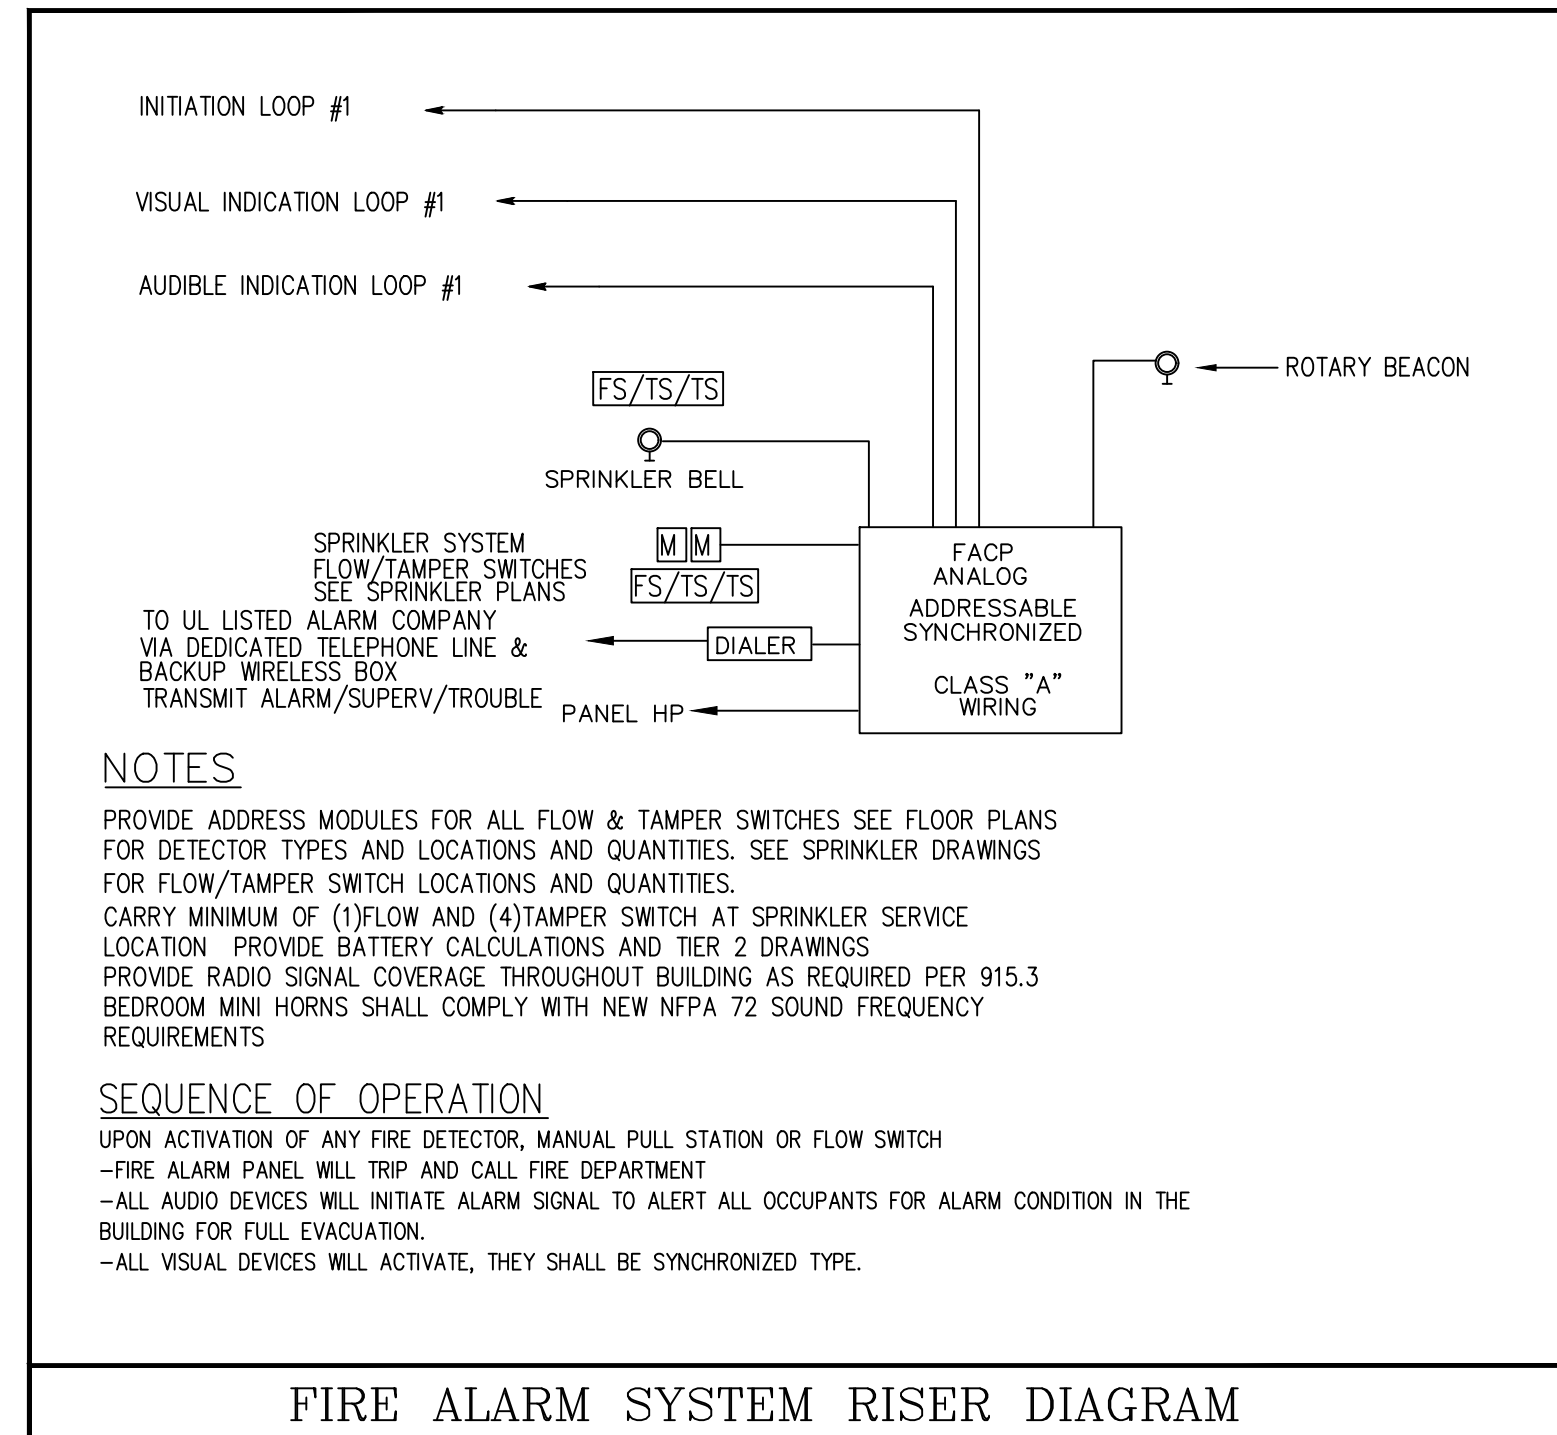 INITIATION LOOP #1
VISUAL INDICATION LOOP #1
AUDIBLE INDICATION LOOP #1
ROTARY BEACON
FS/TS/TS
SPRINKLER BELL
SPRINKLER SYSTEM
FLOW/TAMPER SWITCHES
SEE SPRINKLER PLANS
M M
FS/TS/TS
TO UL LISTED ALARM COMPANY
VIA DEDICATED TELEPHONE LINE &
BACKUP WIRELESS BOX
TRANSMIT ALARM/SUPERV/TROUBLE
DIALER
PANEL HP
FACP
ANALOG
ADDRESSABLE
SYNCHRONIZED
CLASS "A"
WIRING
NOTES
PROVIDE ADDRESS MODULES FOR ALL FLOW & TAMPER SWITCHES SEE FLOOR PLANS
FOR DETECTOR TYPES AND LOCATIONS AND QUANTITIES. SEE SPRINKLER DRAWINGS
FOR FLOW/TAMPER SWITCH LOCATIONS AND QUANTITIES.
CARRY MINIMUM OF (1)FLOW AND (4)TAMPER SWITCH AT SPRINKLER SERVICE
LOCATION PROVIDE BATTERY CALCULATIONS AND TIER 2 DRAWINGS
PROVIDE RADIO SIGNAL COVERAGE THROUGHOUT BUILDING AS REQUIRED PER 915.3
BEDROOM MINI HORNS SHALL COMPLY WITH NEW NFPA 72 SOUND FREQUENCY
REQUIREMENTS
SEQUENCE OF OPERATION
UPON ACTIVATION OF ANY FIRE DETECTOR, MANUAL PULL STATION OR FLOW SWITCH
-FIRE ALARM PANEL WILL TRIP AND CALL FIRE DEPARTMENT
-ALL AUDIO DEVICES WILL INITIATE ALARM SIGNAL TO ALERT ALL OCCUPANTS FOR ALARM CONDITION IN THE
BUILDING FOR FULL EVACUATION.
-ALL VISUAL DEVICES WILL ACTIVATE, THEY SHALL BE SYNCHRONIZED TYPE.
FIRE ALARM SYSTEM RISER DIAGRAM